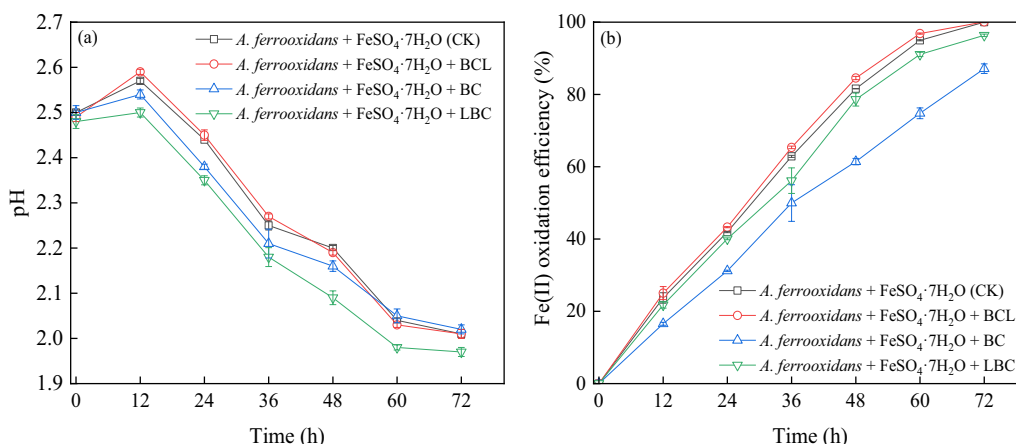 (a)
A. ferrooxidans + FeSO₄·7H₂O (CK)
A. ferrooxidans + FeSO₄·7H₂O + BCL
A. ferrooxidans + FeSO₄·7H₂O + BC
A. ferrooxidans + FeSO₄·7H₂O + LBC
2.7
2.6
2.5
2.4
2.3
2.2
2.1
2.0
1.9
pH
0 12 24 36 48 60 72
Time (h)
(b)
100
80
60
40
20
0
Fe(II) oxidation efficiency (%)
A. ferrooxidans + FeSO₄·7H₂O (CK)
A. ferrooxidans + FeSO₄·7H₂O + BCL
A. ferrooxidans + FeSO₄·7H₂O + BC
A. ferrooxidans + FeSO₄·7H₂O + LBC
0 12 24 36 48 60 72
Time (h)